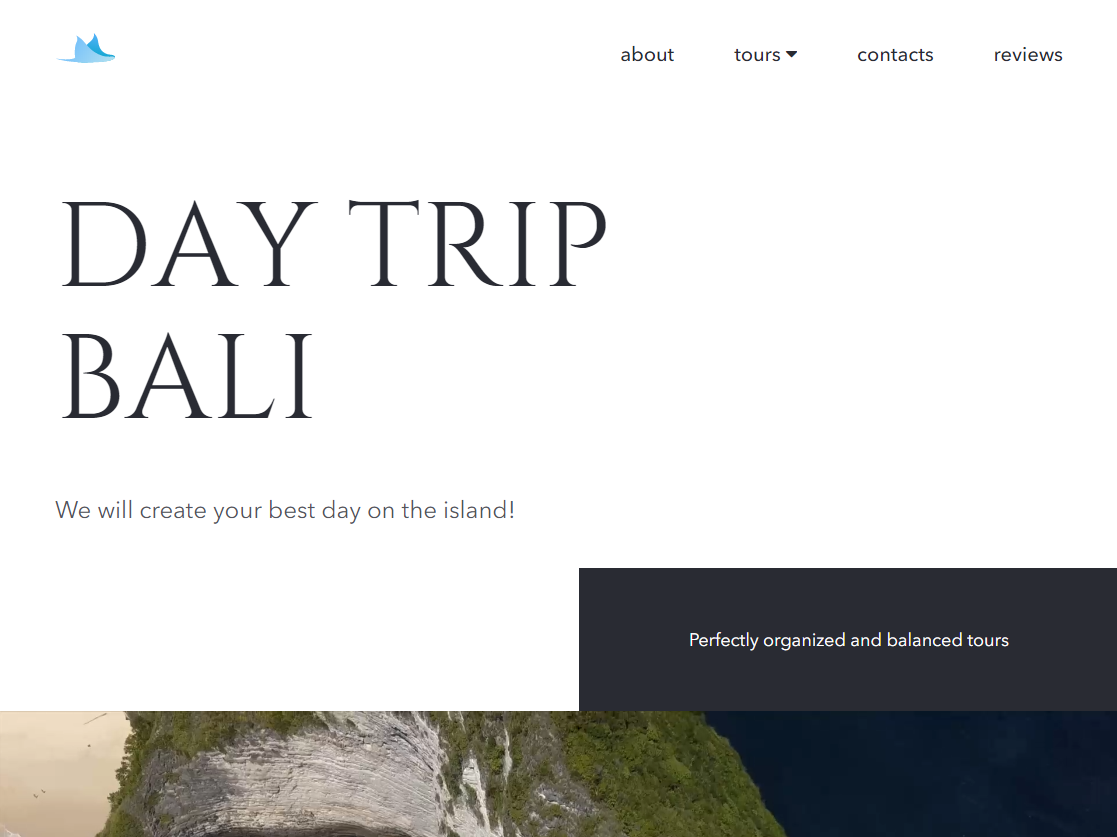 about
tours
contacts
reviews
DAY TRIP
BALI
We will create your best day on the island!
Perfectly organized and balanced tours